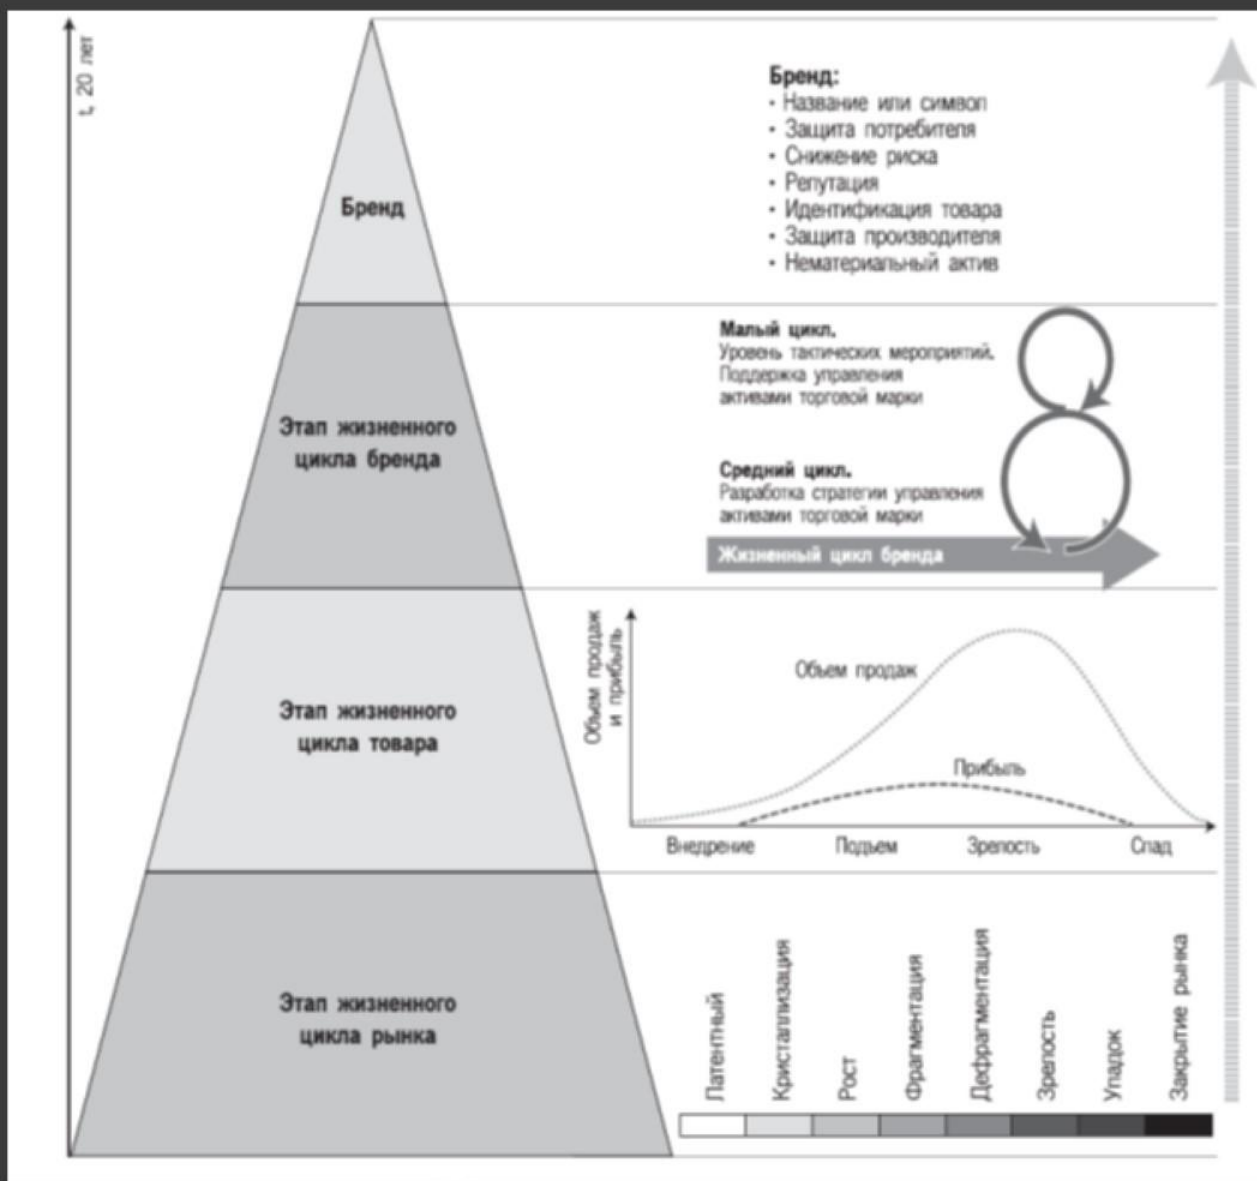 t, 20 лет
Бренд
Бренд:
• Название или символ
• Защита потребителя
• Снижение риска
• Репутация
• Идентификация товара
• Защита производителя
• Нематериальный актив
Этап жизненного
цикла бренда
Малый цикл.
Уровень тактических мероприятий.
Поддержка управления
активами торговой марки
Средний цикл.
Разработка стратегии управления
активами торговой марки
Жизненный цикл бренда
Этап жизненного
цикла товара
Объем продаж
и прибыль
Объем продаж
Прибыль
Внедрение
Подъем
Зрелость
Спад
Этап жизненного
цикла рынка
Латентный
Кристаллизация
Рост
Фрагментация
Дефрагментация
Зрелость
Упадок
Закрытие рынка